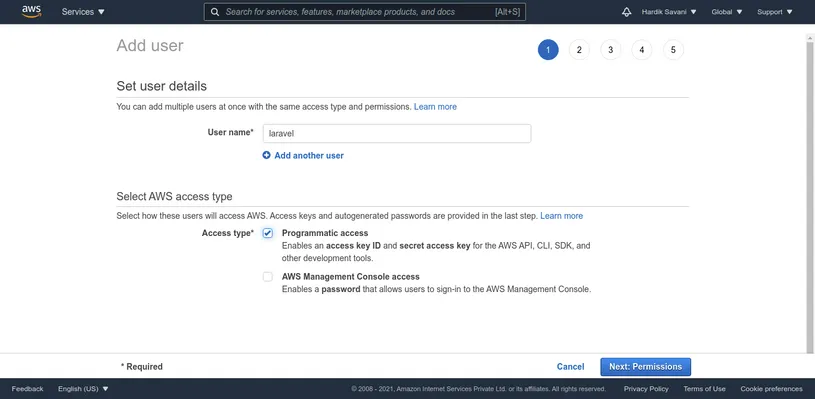 aws
Services
Search for services, features, marketplace products, and docs
[Alt+S]
Hardik Savani
Global
Support
Add user
1
2
3
4
5
Set user details
You can add multiple users at once with the same access type and permissions. Learn more
User name*
laravel
Add another user
Select AWS access type
Select how these users will access AWS. Access keys and autogenerated passwords are provided in the last step. Learn more
Access type*
Programmatic access
Enables an access key ID and secret access key for the AWS API, CLI, SDK, and
other development tools.
AWS Management Console access
Enables a password that allows users to sign-in to the AWS Management Console.
* Required
Cancel
Next: Permissions
Feedback
English (US)
© 2008 - 2021, Amazon Internet Services Private Ltd. or its affiliates. All rights reserved.
Privacy Policy
Terms of Use
Cookie preferences